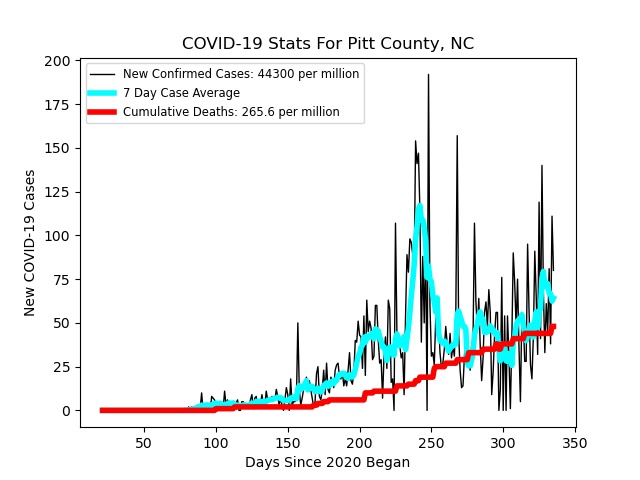 COVID-19 Stats For Pitt County, NC
200
175
150
125
100
75
50
25
0
New COVID-19 Cases
New Confirmed Cases: 44300 per million
7 Day Case Average
Cumulative Deaths: 265.6 per million
50 100 150 200 250 300 350
Days Since 2020 Began